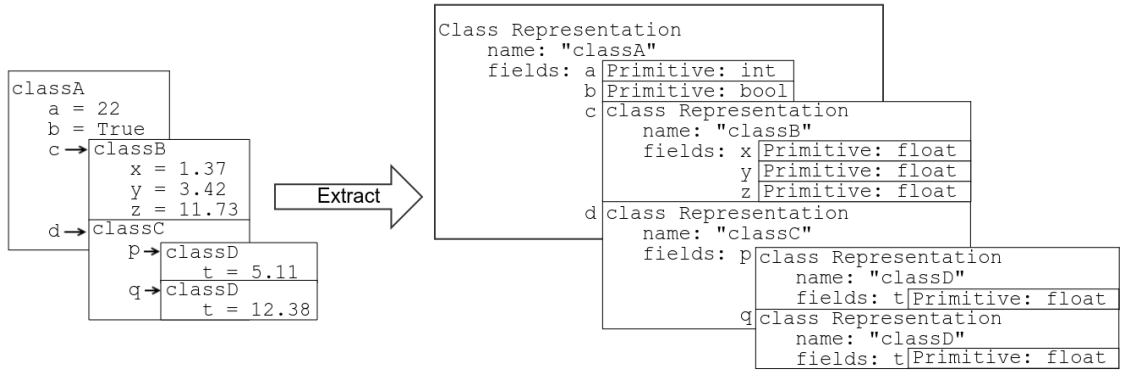 classA
a = 22
b = True
c→classB
x = 1.37
y = 3.42
z = 11.73
d→classC
p→classD
t = 5.11
q→classD
t = 12.38
Extract
Class Representation
name: "classA"
fields: a Primitive: int
b Primitive: bool
c class Representation
name: "classB"
fields: x Primitive: float
y Primitive: float
z Primitive: float
d class Representation
name: "classC"
fields: p class Representation
name: "classD"
fields: t Primitive: float
q class Representation
name: "classD"
fields: t Primitive: float